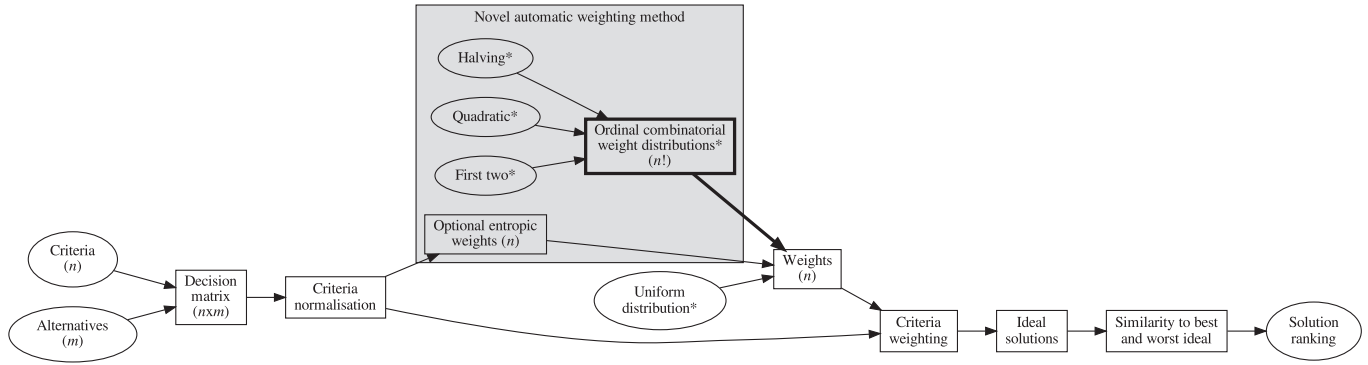 Novel automatic weighting method
Halving*
Quadratic*
First two*
Ordinal combinatorial
weight distributions*
(n!)
Optional entropic
weights (n)
Criteria
(n)
Alternatives
(m)
Decision
matrix
(nxm)
Criteria
normalisation
Uniform
distribution*
Weights
(n)
Criteria
weighting
Ideal
solutions
Similarity to best
and worst ideal
Solution
ranking